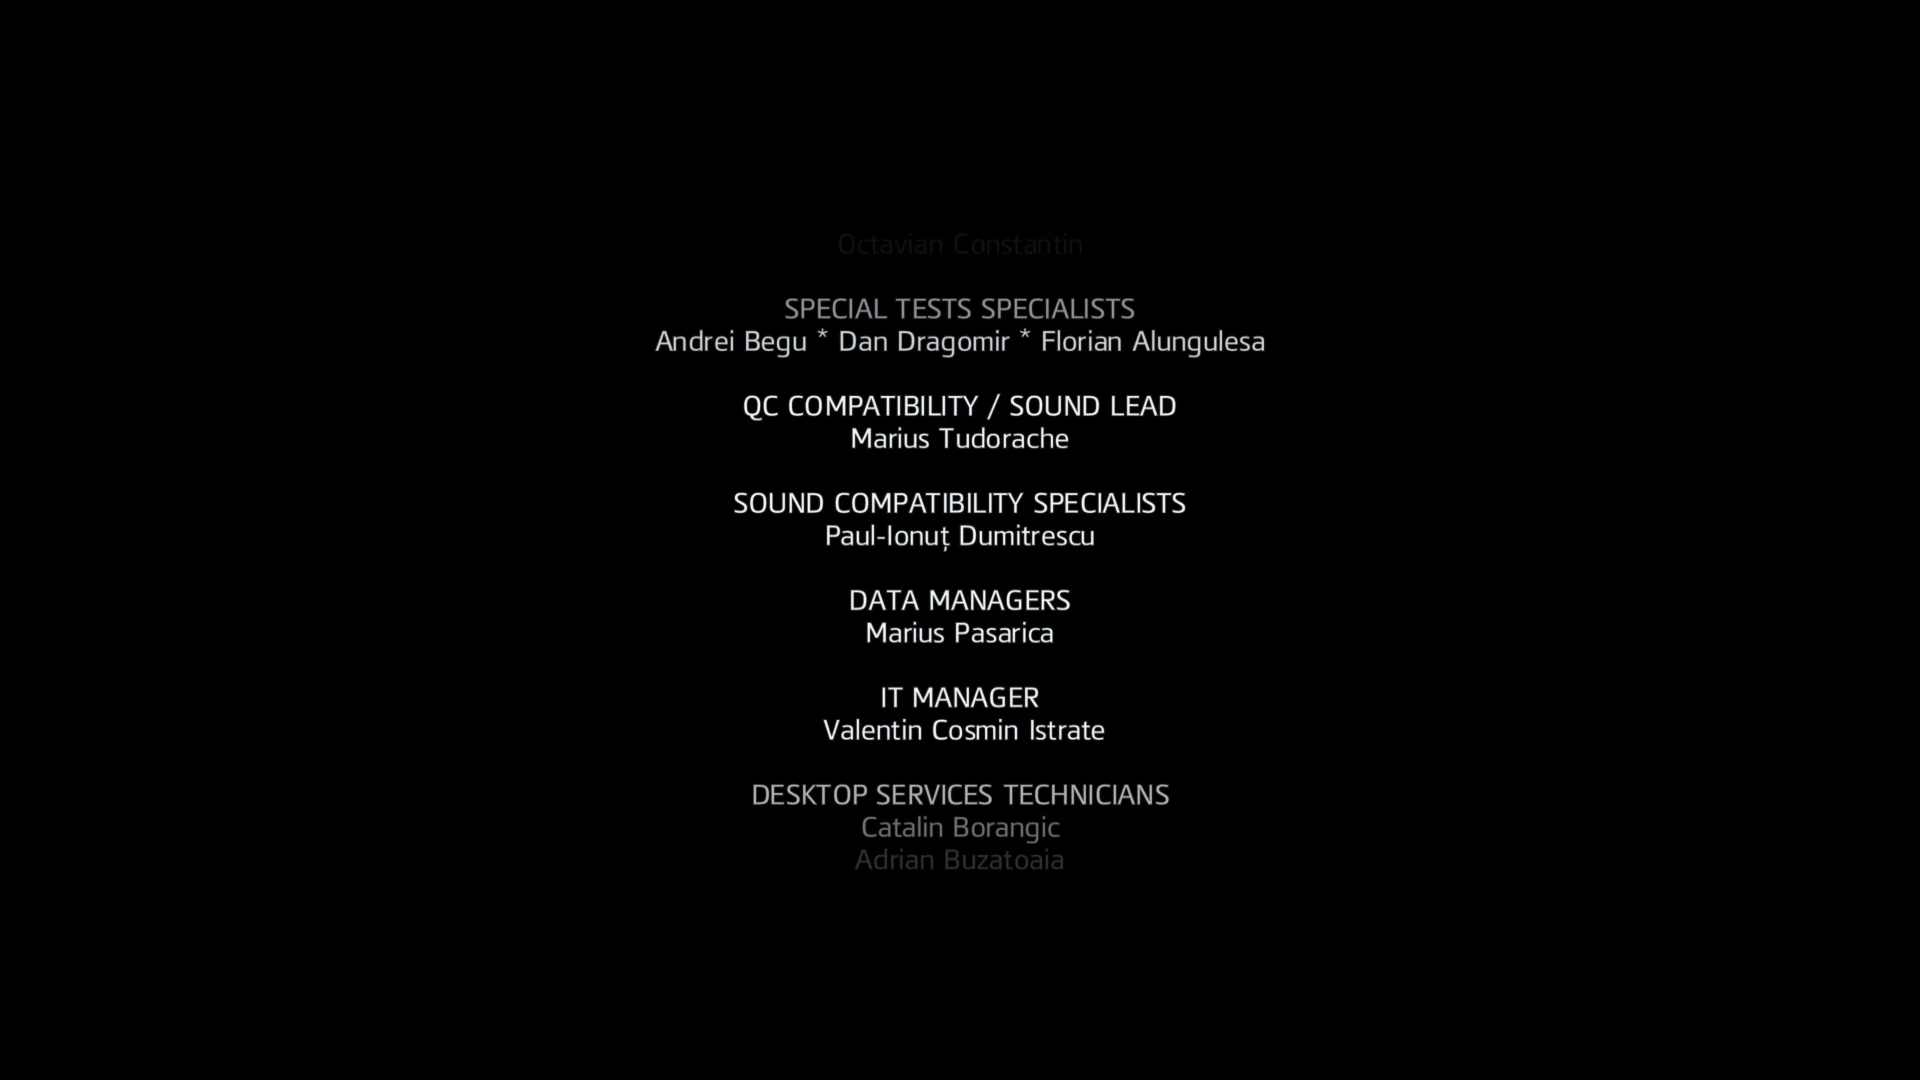 Octavian Constantin
SPECIAL TESTS SPECIALISTS
Andrei Begu * Dan Dragomir * Florian Alungulesa
QC COMPATIBILITY / SOUND LEAD
Marius Tudorache
SOUND COMPATIBILITY SPECIALISTS
Paul-Ionuț Dumitrescu
DATA MANAGERS
Marius Pasarica
IT MANAGER
Valentin Cosmin Istrate
DESKTOP SERVICES TECHNICIANS
Catalin Borangic
Adrian Buzatoaia